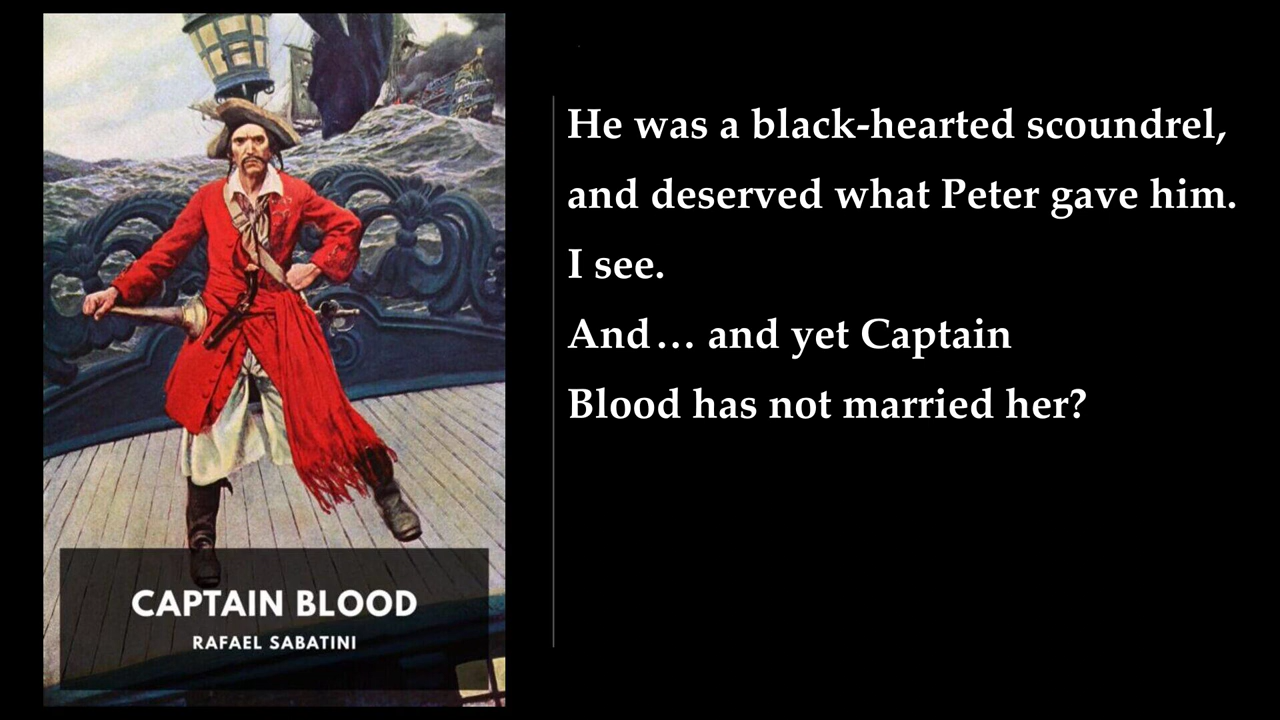 He was a black-hearted scoundrel,
and deserved what Peter gave him.
I see.
And… and yet Captain
Blood has not married her?
CAPTAIN BLOOD
RAFAEL SABATINI